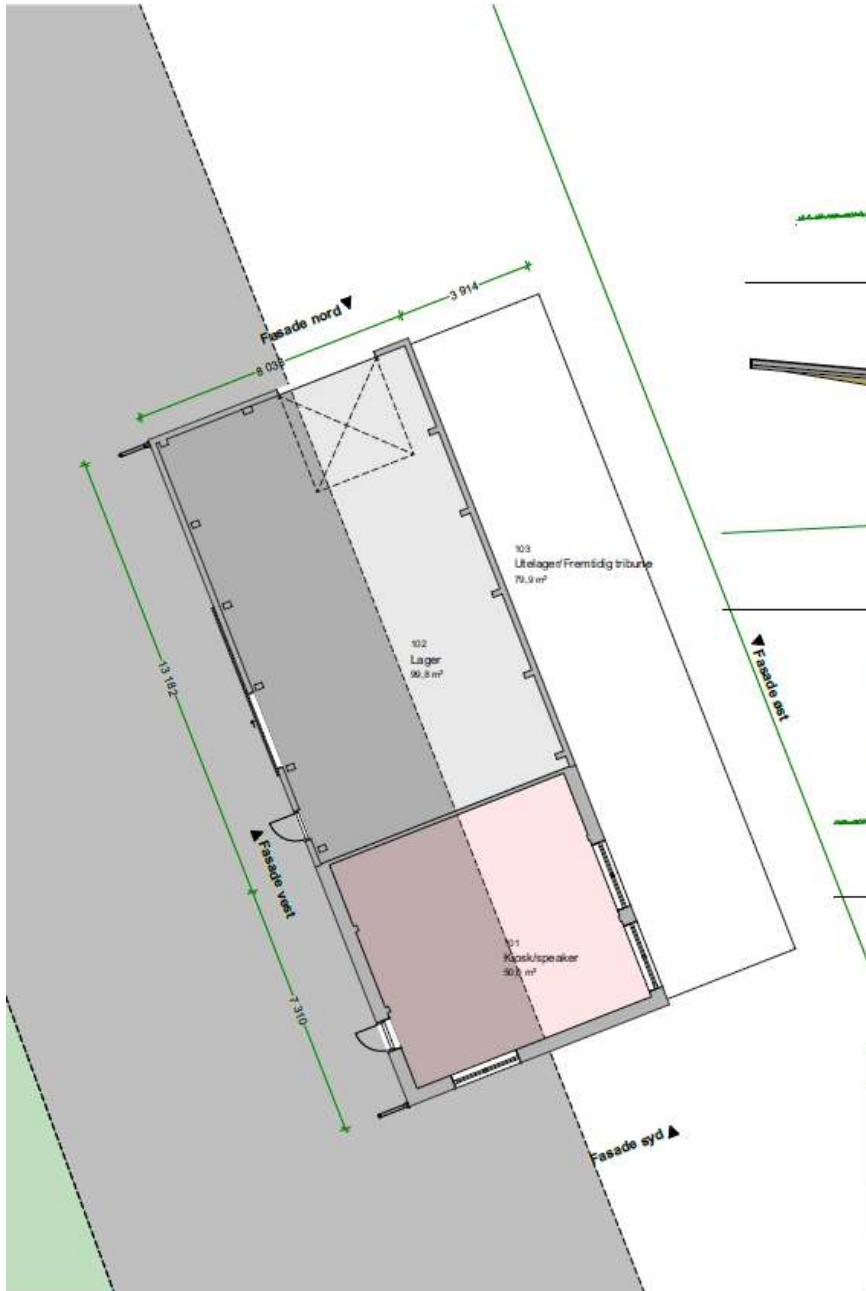 3 914
Fasade nord
8 038
103
Utelager/Fremtidig tribune
79,9 m²
102
Lager
99,8 m²
Fasade øst
13 182
Fasade vest
101
Kiosk/speaker
7 310
Fasade syd